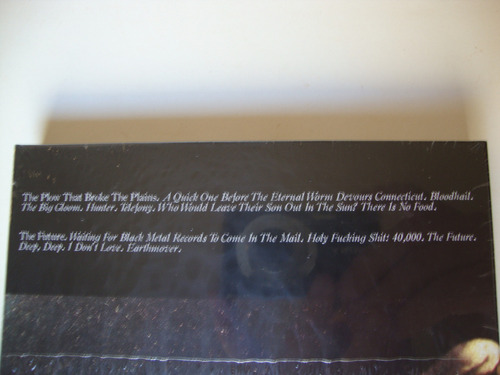 The Plow That Broke The Plains. A Quick One Before The Eternal Worm Devours Connecticut. Bloodhail.
The Big Gloom. Hunter. Telefony. Who Would Leave Their Son Out In The Sun? There Is No Food.
The Future. Waiting For Black Metal Records To Come In The Mail. Holy Fucking Shit: 40,000. The Future.
Deep, Deep. I Don't Love. Earthmover.